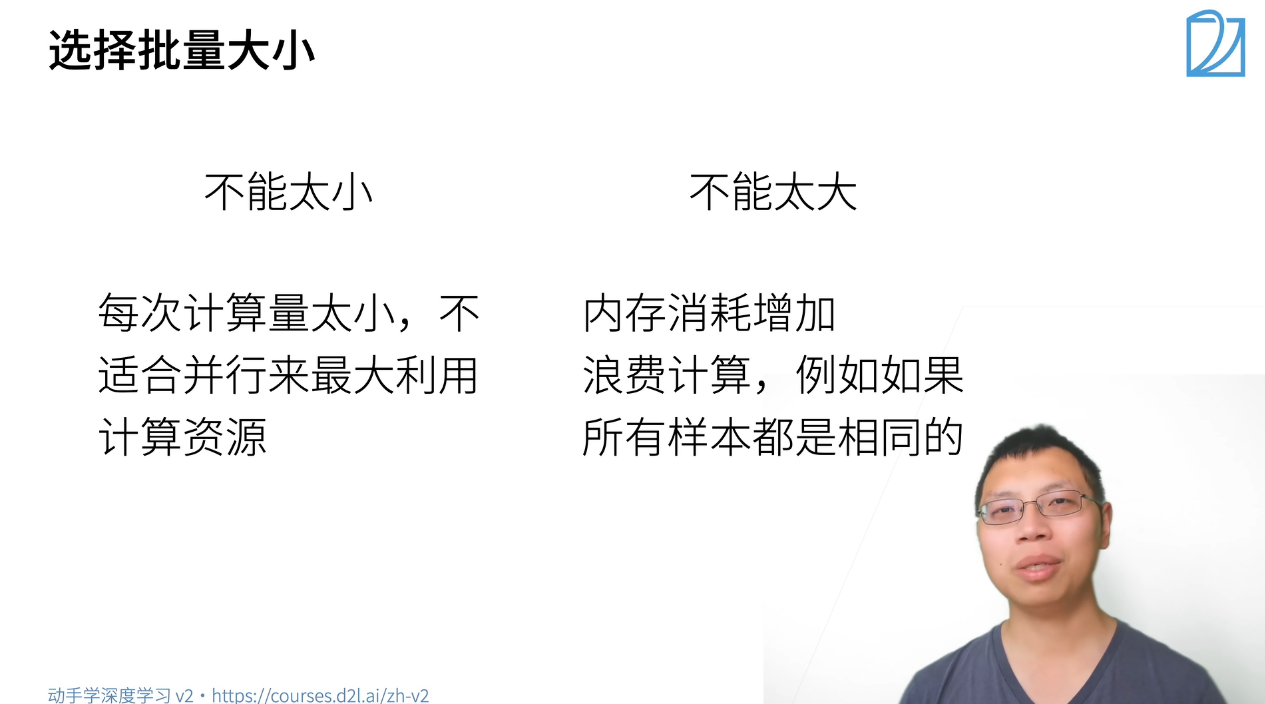 选择批量大小
不能太小
每次计算量太小，不
适合并行来最大利用
计算资源
不能太大
内存消耗增加
浪费计算，例如如果
所有样本都是相同的
动手学深度学习 v2 • https://courses.d2l.ai/zh-v2